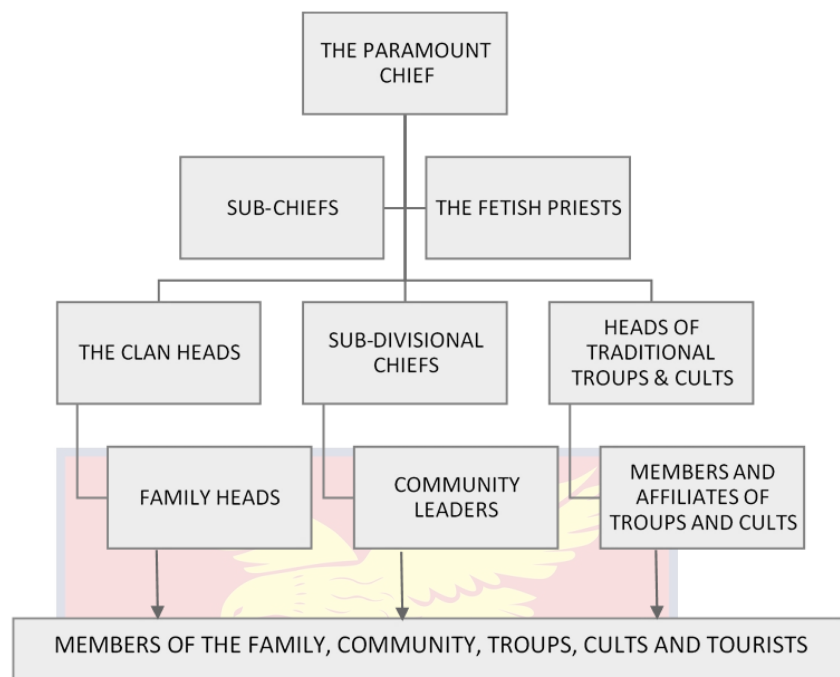 THE PARAMOUNT
CHIEF
SUB-CHIEFS
THE FETISH PRIESTS
THE CLAN HEADS
SUB-DIVISIONAL
CHIEFS
HEADS OF
TRADITIONAL
TROUPS & CULTS
FAMILY HEADS
COMMUNITY
LEADERS
MEMBERS AND
AFFILIATES OF
TROUPS AND CULTS
MEMBERS OF THE FAMILY, COMMUNITY, TROUPS, CULTS AND TOURISTS